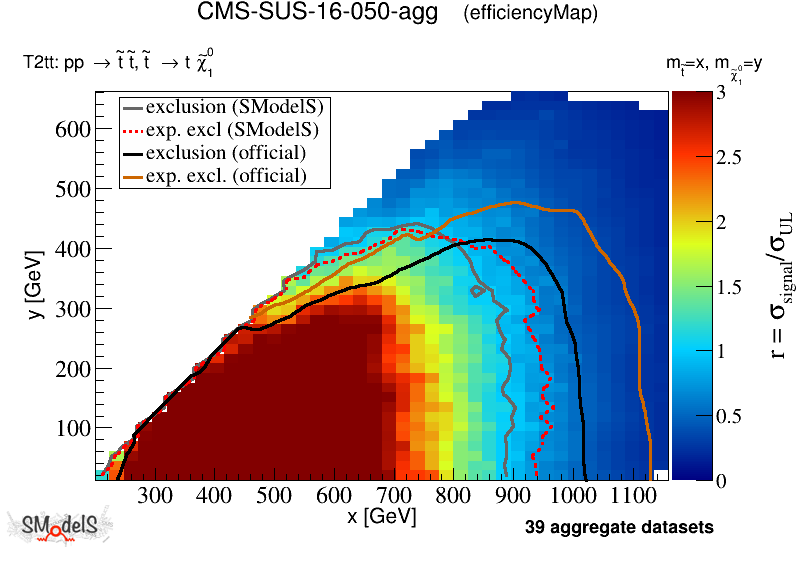 CMS-SUS-16-050-agg (efficiencyMap)
T2tt: pp → t̃ t̃, t̃ → t χ̃₁⁰
m_t̃=x, m_χ̃₁⁰=y
exclusion (SModelS)
exp. excl (SModelS)
exclusion (official)
exp. excl. (official)
600
500
400
300
200
100
y [GeV]
300 400 500 600 700 800 900 1000 1100
x [GeV]
3
2.5
2
1.5
1
0.5
0
r = σ_signal/σ_UL
SModelS
39 aggregate datasets